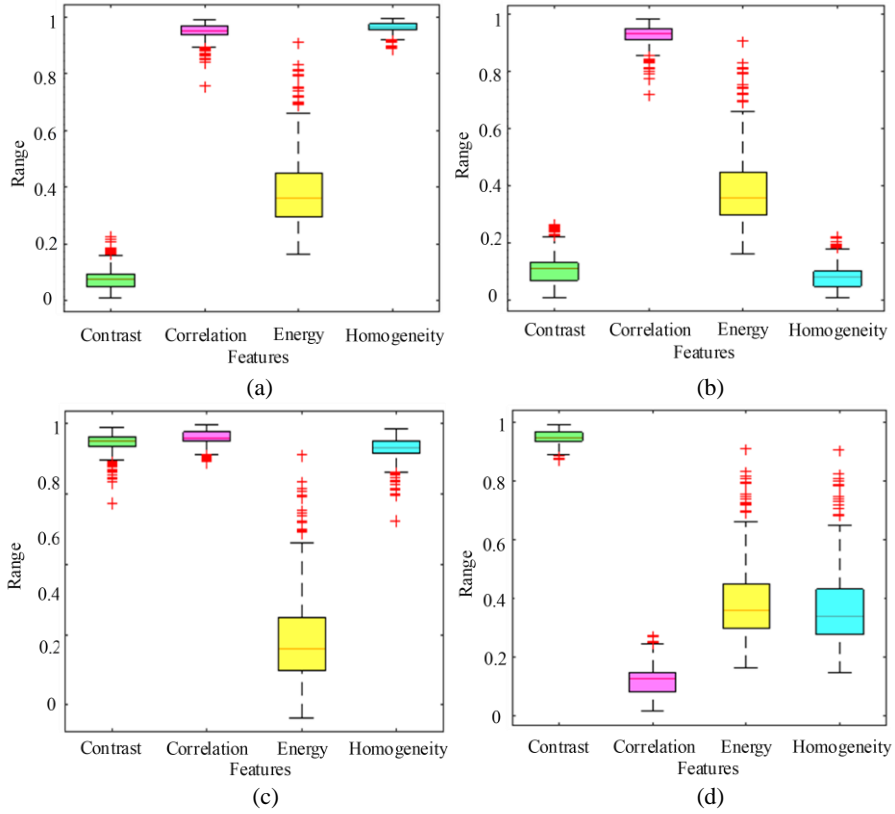 1
0.8
0.6
0.4
0.2
0
Range
Contrast Correlation Energy Homogeneity
Features
(a)
1
0.8
0.6
0.4
0.2
0
Range
Contrast Correlation Energy Homogeneity
Features
(b)
1
0.8
0.6
0.4
0.2
0
Range
Contrast Correlation Energy Homogeneity
Features
(c)
1
0.8
0.6
0.4
0.2
0
Range
Contrast Correlation Energy Homogeneity
Features
(d)